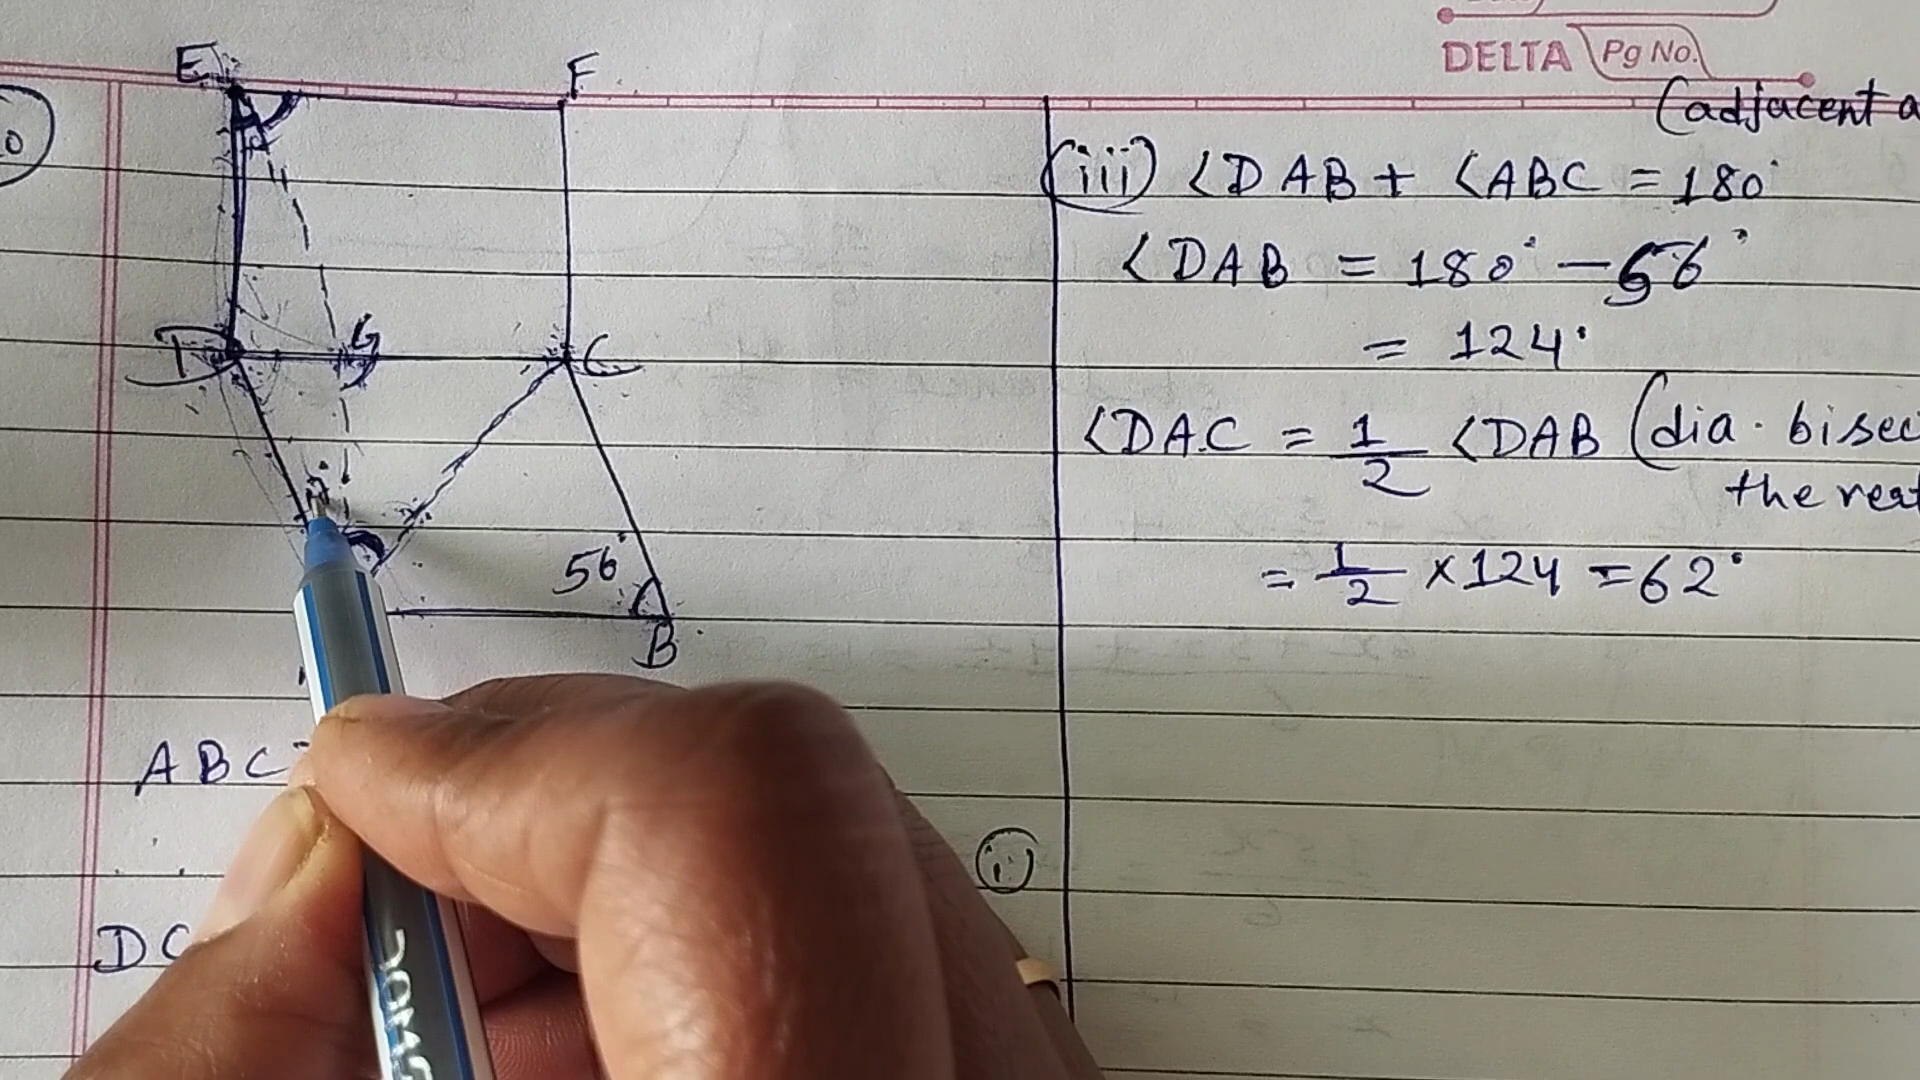 DELTA Pg No.
E F
D G C
56°
B
ABC
DC
(i)
(adjacent a
(iii) ∠DAB + ∠ABC = 180°
∠DAB = 180° - 56°
= 124°
∠DAC = 1/2 ∠DAB (dia. bisec
the
= 1/2 × 124 = 62°